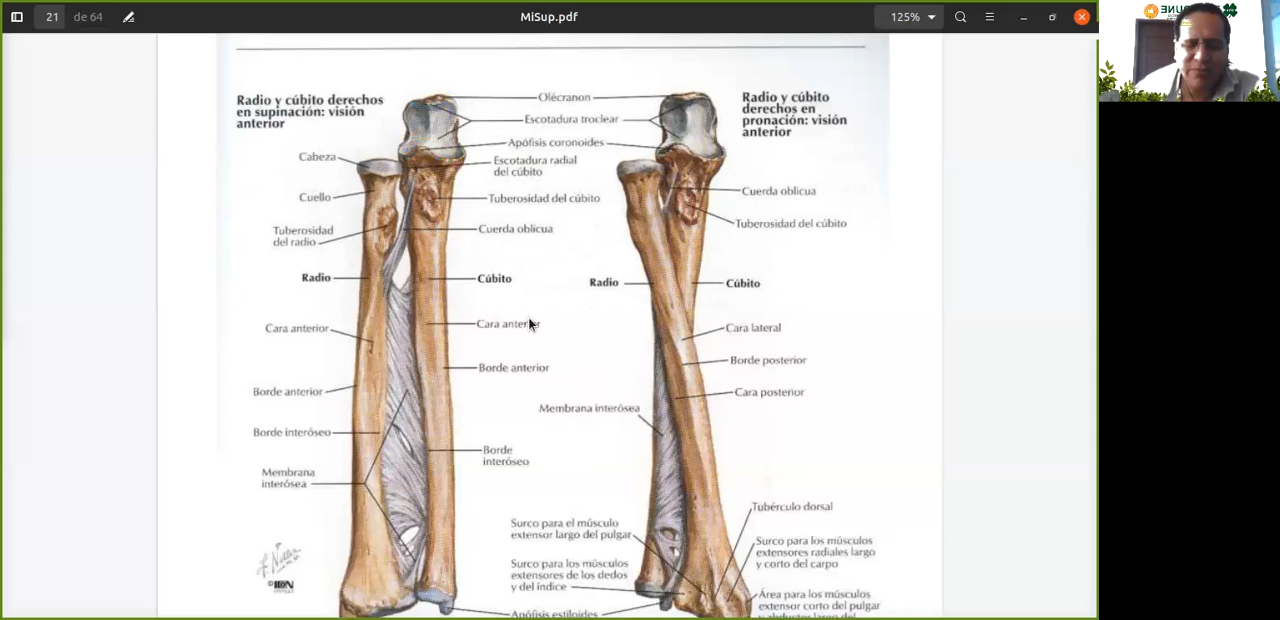 21
de 64
MiSup.pdf
125%
Radio y cúbito derechos
en supinación: visión
anterior
Olécranon
Escotadura troclear
Apófisis coronoides
Radio y cúbito
derechos en
pronación: visión
anterior
Cabeza
Escotadura radial
del cúbito
Cuello
Tuberosidad del cúbito
Cuerda oblicua
Tuberosidad
del radio
Cuerda oblicua
Tuberosidad del cúbito
Radio
Cúbito
Radio
Cúbito
Cara anterior
Cara anterior
Cara lateral
Borde anterior
Borde anterior
Borde posterior
Cara posterior
Membrana interósea
Borde interóseo
Borde
interóseo
Membrana
interósea
Tubérculo dorsal
Surco para el músculo
extensor largo del pulgar
Surco para los músculos
extensores radiales largo
y corto del carpo
Surco para los músculos
extensores de los dedos
y del índice
Área para los músculos
extensor corto del pulgar
Apófisis estiloides